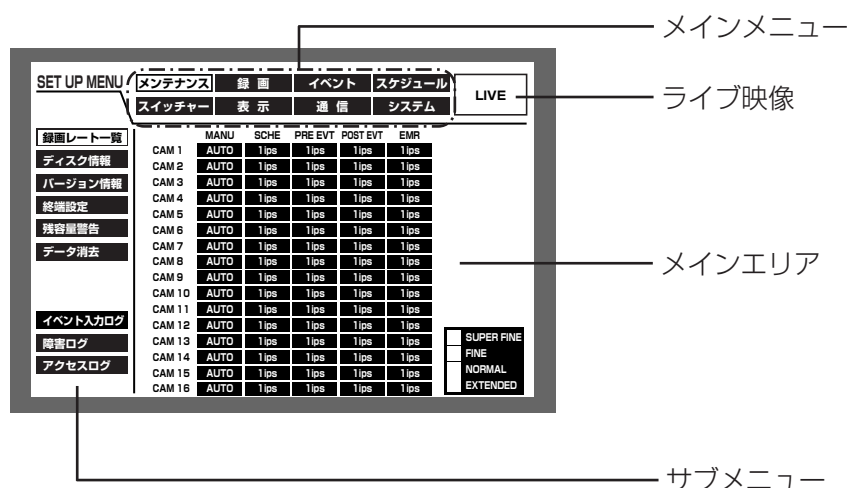 メインメニュー
SET UP MENU
メンテナンス 録 画 イベント スケジュール
スイッチャー 表 示 通 信 システム
LIVE
ライブ映像
録画レート一覧
ディスク情報
バージョン情報
終端設定
残容量警告
データ消去
イベント入力ログ
障害ログ
アクセスログ
MANU SCHE PRE EVT POST EVT EMR
CAM 1 AUTO 1ips 1ips 1ips 1ips
CAM 2 AUTO 1ips 1ips 1ips 1ips
CAM 3 AUTO 1ips 1ips 1ips 1ips
CAM 4 AUTO 1ips 1ips 1ips 1ips
CAM 5 AUTO 1ips 1ips 1ips 1ips
CAM 6 AUTO 1ips 1ips 1ips 1ips
CAM 7 AUTO 1ips 1ips 1ips 1ips
CAM 8 AUTO 1ips 1ips 1ips 1ips
CAM 9 AUTO 1ips 1ips 1ips 1ips
CAM 10 AUTO 1ips 1ips 1ips 1ips
CAM 11 AUTO 1ips 1ips 1ips 1ips
CAM 12 AUTO 1ips 1ips 1ips 1ips
CAM 13 AUTO 1ips 1ips 1ips 1ips
CAM 14 AUTO 1ips 1ips 1ips 1ips
CAM 15 AUTO 1ips 1ips 1ips 1ips
CAM 16 AUTO 1ips 1ips 1ips 1ips
メインエリア
SUPER FINE
FINE
NORMAL
EXTENDED
サブメニュー